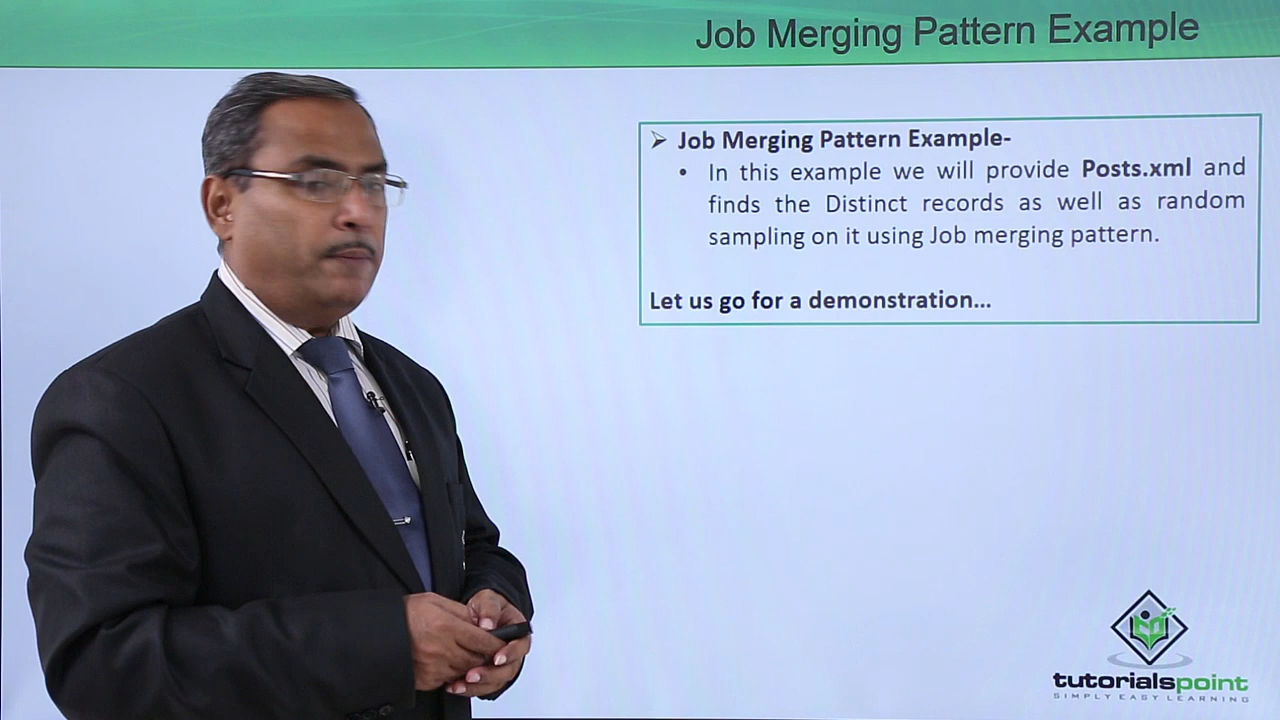 Job Merging Pattern Example
➢ Job Merging Pattern Example-
• In this example we will provide Posts.xml and
finds the Distinct records as well as random
sampling on it using Job merging pattern.
Let us go for a demonstration...
tutorialspoint
SIMPLY EASY LEARNING